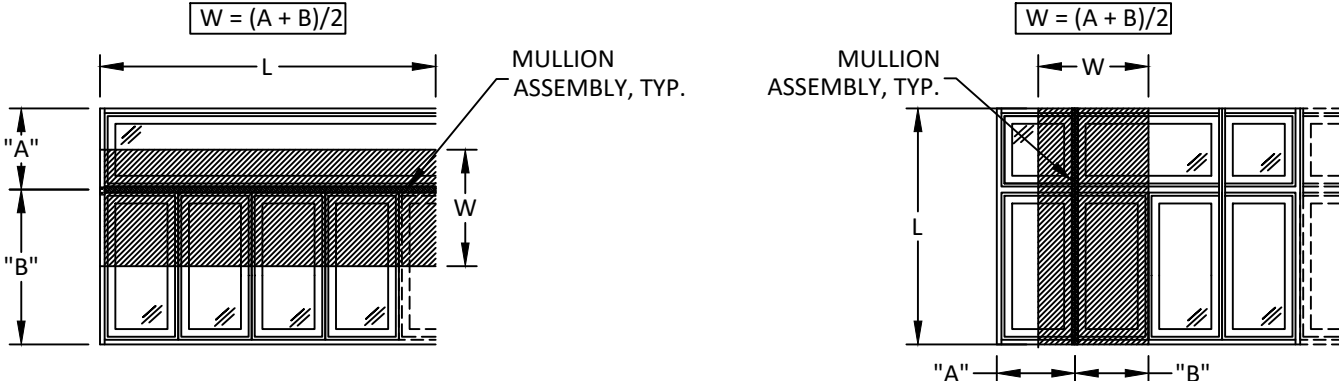 W = (A + B)/2
L
MULLION
ASSEMBLY, TYP.
"A"
"B"
W
W = (A + B)/2
W
MULLION
ASSEMBLY, TYP.
L
"A"
"B"